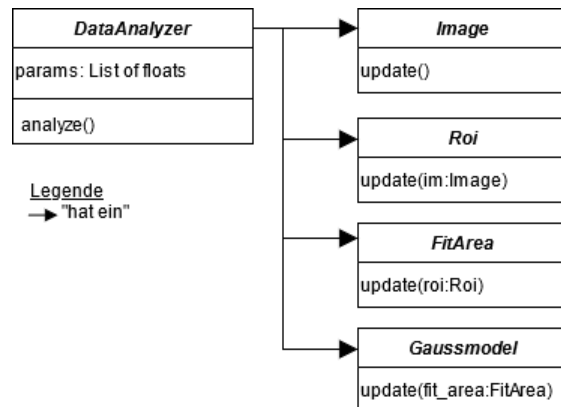 DataAnalyzer
params: List of floats
analyze()
Legende
"hat ein"
Image
update()
Roi
update(im:Image)
FitArea
update(roi:Roi)
Gaussmodel
update(fit_area:FitArea)